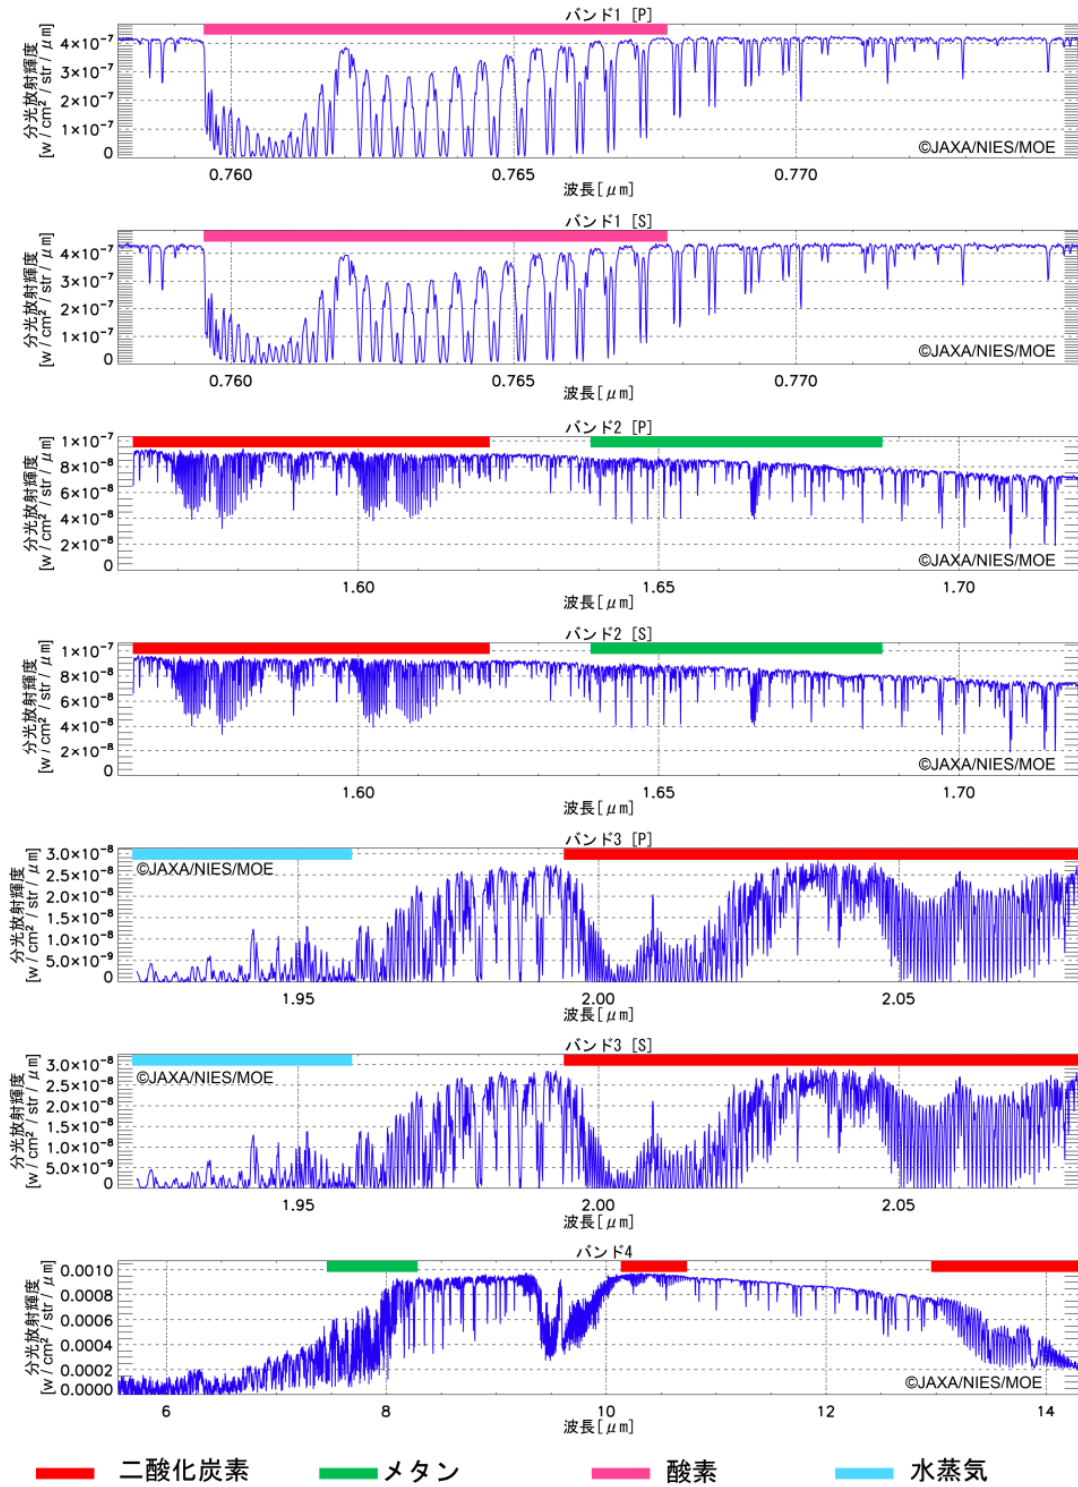 バンド1 [P]
分光放射輝度
[w / cm² / str / μm]
4×10⁻⁷
3×10⁻⁷
2×10⁻⁷
1×10⁻⁷
0
©JAXA/NIES/MOE
0.760 0.765 0.770
波長[μm]
バンド1 [S]
分光放射輝度
[w / cm² / str / μm]
4×10⁻⁷
3×10⁻⁷
2×10⁻⁷
1×10⁻⁷
0
©JAXA/NIES/MOE
0.760 0.765 0.770
波長[μm]
バンド2 [P]
分光放射輝度
[w / cm² / str / μm]
1×10⁻⁷
8×10⁻⁸
6×10⁻⁸
4×10⁻⁸
2×10⁻⁸
0
©JAXA/NIES/MOE
1.60 1.65 1.70
波長[μm]
バンド2 [S]
分光放射輝度
[w / cm² / str / μm]
1×10⁻⁷
8×10⁻⁸
6×10⁻⁸
4×10⁻⁸
2×10⁻⁸
0
©JAXA/NIES/MOE
1.60 1.65 1.70
波長[μm]
バンド3 [P]
分光放射輝度
[w / cm² / str / μm]
3.0×10⁻⁸
2.5×10⁻⁸
2.0×10⁻⁸
1.5×10⁻⁸
1.0×10⁻⁸
5.0×10⁻⁹
0
©JAXA/NIES/MOE
1.95 2.00 2.05
波長[μm]
バンド3 [S]
分光放射輝度
[w / cm² / str / μm]
3.0×10⁻⁸
2.5×10⁻⁸
2.0×10⁻⁸
1.5×10⁻⁸
1.0×10⁻⁸
5.0×10⁻⁹
0
©JAXA/NIES/MOE
1.95 2.00 2.05
波長[μm]
バンド4
分光放射輝度
[w / cm² / str / μm]
0.0010
0.0008
0.0006
0.0004
0.0002
0.0000
©JAXA/NIES/MOE
6 8 10 12 14
波長[μm]
二酸化炭素 メタン 酸素 水蒸気